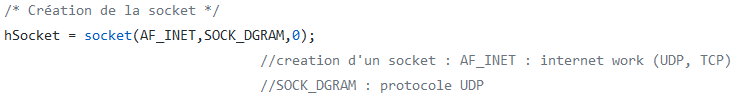 /* Création de la socket */
hSocket = socket(AF_INET,SOCK_DGRAM,0);
//creation d'un socket : AF_INET : internet work (UDP, TCP)
//SOCK_DGRAM : protocole UDP